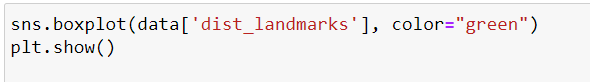 sns.boxplot(data['dist_landmarks'], color="green")
plt.show()